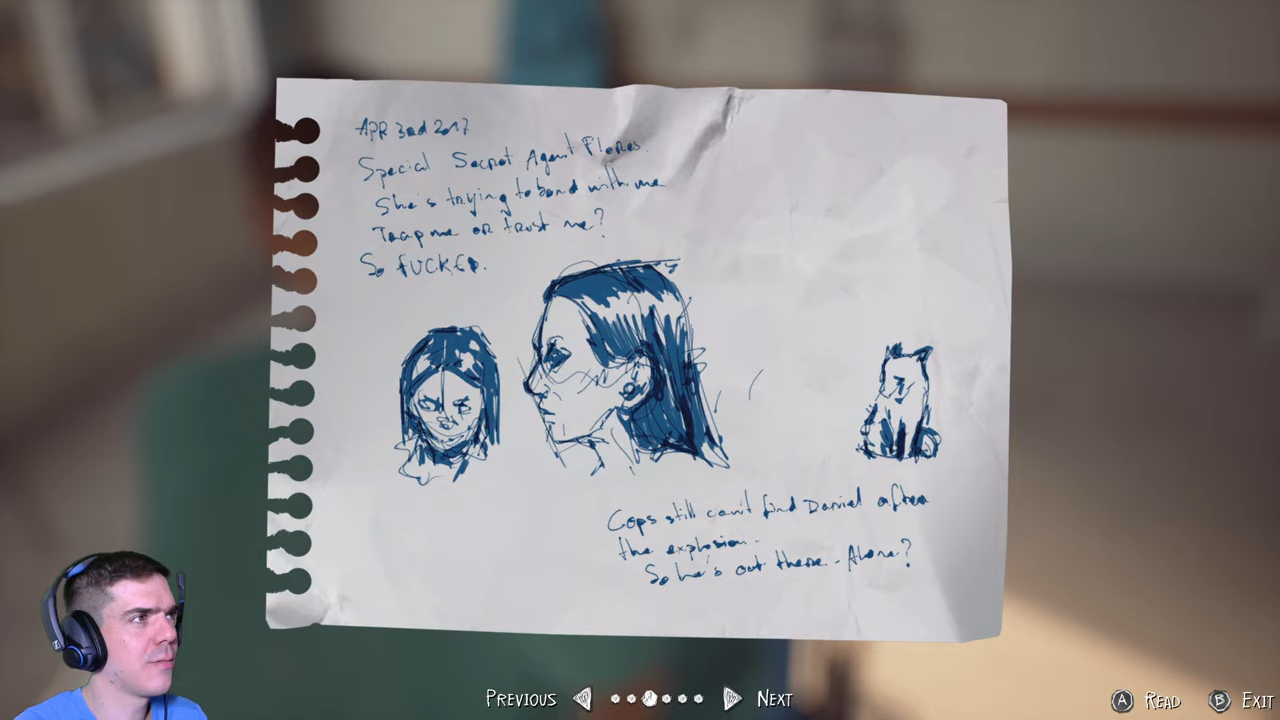 APR 3rd 2017
Special Secret Agent Flores.
She's trying to bond with me
Trap me or trust me?
So fucked.
Cops still can't find Daniel after
the explosion.
So he's out there. Alone?
PREVIOUS
NEXT
A READ
B EXIT